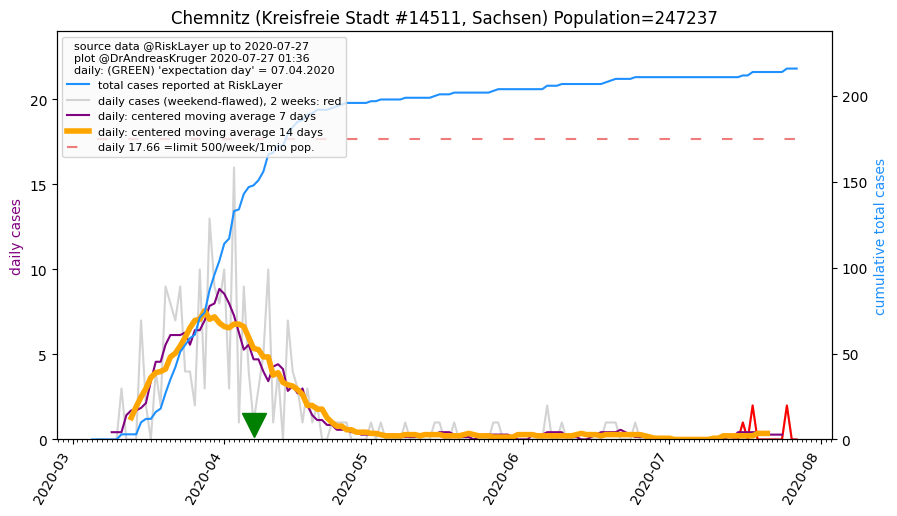 Chemnitz (Kreisfreie Stadt #14511, Sachsen) Population=247237
source data @RiskLayer up to 2020-07-27
plot @DrAndreasKruger 2020-07-27 01:36
daily: (GREEN) 'expectation day' = 07.04.2020
total cases reported at RiskLayer
daily cases (weekend-flawed), 2 weeks: red
daily: centered moving average 7 days
daily: centered moving average 14 days
daily 17.66 =limit 500/week/1mio pop.
daily cases
20
15
10
5
0
cumulative total cases
200
150
100
50
0
2020-03
2020-04
2020-05
2020-06
2020-07
2020-08